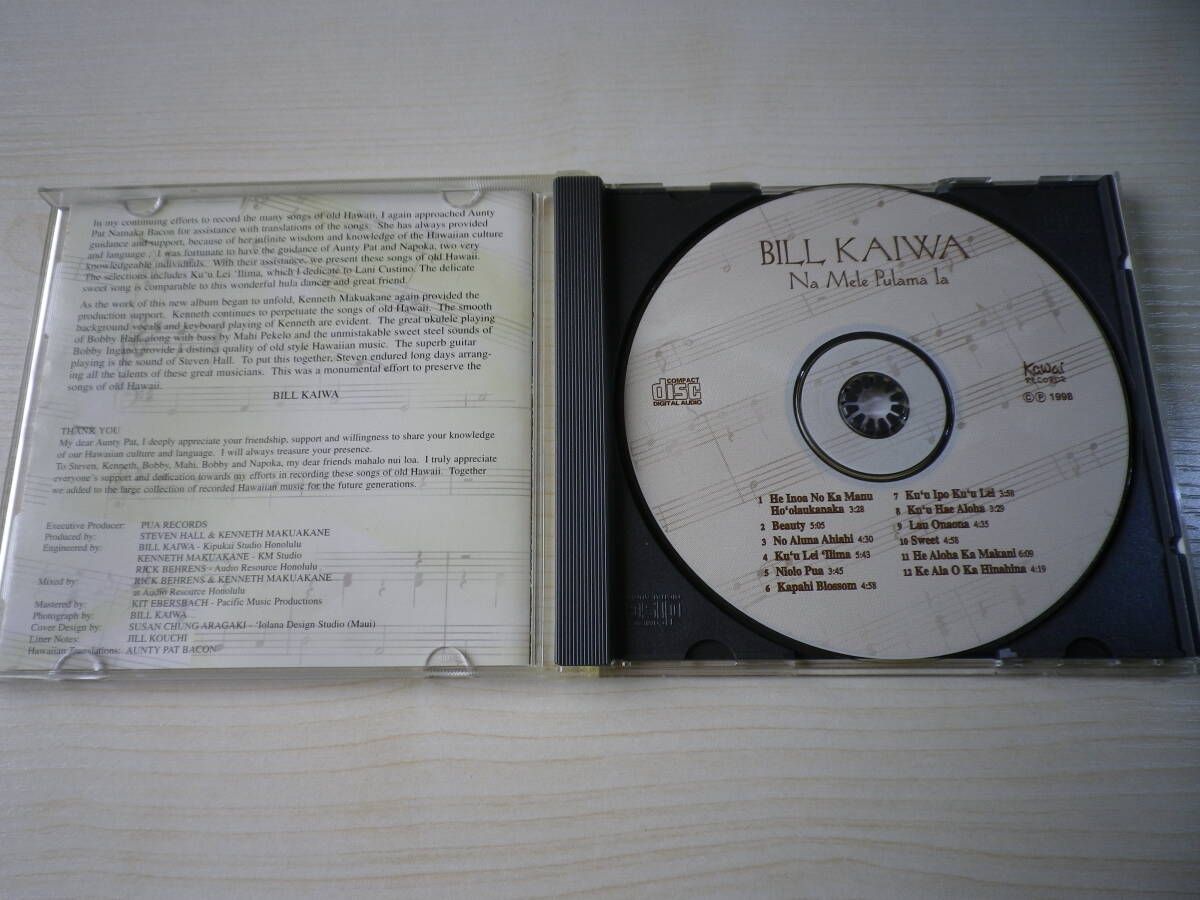 In my continuing efforts to record the many songs of old Hawaii, I again approached Aunty
Pat Namaka Bacon for assistance with translations of the songs. She has always provided
guidance and support, because of her infinite wisdom and knowledge of the Hawaiian culture
and language . I was fortunate to have the guidance of Aunty Pat and Napoka, two very
knowledgeable individuals. With their assistance, we present these songs of old Hawaii.
The selections includes Ku'u Lei 'Ilima, which I dedicate to Lani Custino. The delicate
sweet song is comparable to this wonderful hula dancer and great friend.
As the work of this new album began to unfold, Kenneth Makuakane again provided the
production support. Kenneth continues to perpetuate the songs of old Hawaii. The smooth
background vocals and keyboard playing of Kenneth are evident. The great ukulele playing
of Bobby Hall, along with bass by Mahi Pekelo and the unmistakable sweet steel sounds of
Bobby Ingano provide a distinct quality of old style Hawaiian music. The superb guitar
playing is the sound of Steven Hall. To put this together, Steven endured long days arrang-
ing all the talents of these great musicians. This was a monumental effort to preserve the
songs of old Hawaii.
BILL KAIWA
THANK YOU
My dear Aunty Pat, I deeply appreciate your friendship, support and willingness to share your knowledge
of our Hawaiian culture and language. I will always treasure your presence.
To Steven, Kenneth, Bobby, Mahi, Bobby and Napoka, my dear friends mahalo nui loa. I truly appreciate
everyone's support and dedication towards my efforts in recording these songs of old Hawaii. Together
we added to the large collection of recorded Hawaiian music for the future generations.
Executive Producer: PUA RECORDS
Produced by: STEVEN HALL & KENNETH MAKUAKANE
Engineered by: BILL KAIWA - Kipukai Studio Honolulu
KENNETH MAKUAKANE - KM Studio
RICK BEHRENS - Audio Resource Honolulu
Mixed by: RICK BEHRENS & KENNETH MAKUAKANE
at Audio Resource Honolulu
Mastered by: KIT EBERSBACH - Pacific Music Productions
Photograph by: BILL KAIWA
Cover Design by: SUSAN CHUNG ARAGAKI - 'Iolana Design Studio (Maui)
Liner Notes: JILL KOUCHI
Hawaiian Translations: AUNTY PAT BACON
BILL KAIWA
Na Mele Pulama Ia
COMPACT
disc
DIGITAL AUDIO
Kawai
RECORDS
©℗ 1998
1 He Inoa No Ka Manu
Ho'olaukanaka 3:28
2 Beauty 5:05
3 No Aluna Ahiahi 4:30
4 Ku'u Lei 'Ilima 5:43
5 Niolo Pua 3:45
6 Kapahi Blossom 4:58
7 Ku'u Ipo Ku'u Lei 3:58
8 Ku'u Hae Aloha 3:29
9 Lau Onaona 4:35
10 Sweet 4:58
11 He Aloha Ka Makani 6:09
12 Ke Ala O Ka Hinahina 4:19